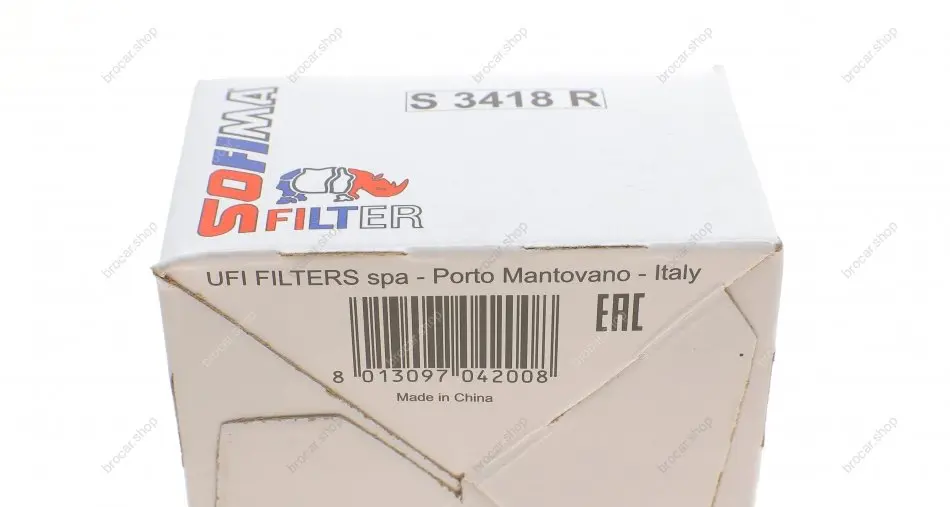 S 3418 R
SOFIMA
FILTER
UFI FILTERS spa - Porto Mantovano - Italy
EAC
8 013097 042008
Made in China
brocar.shop